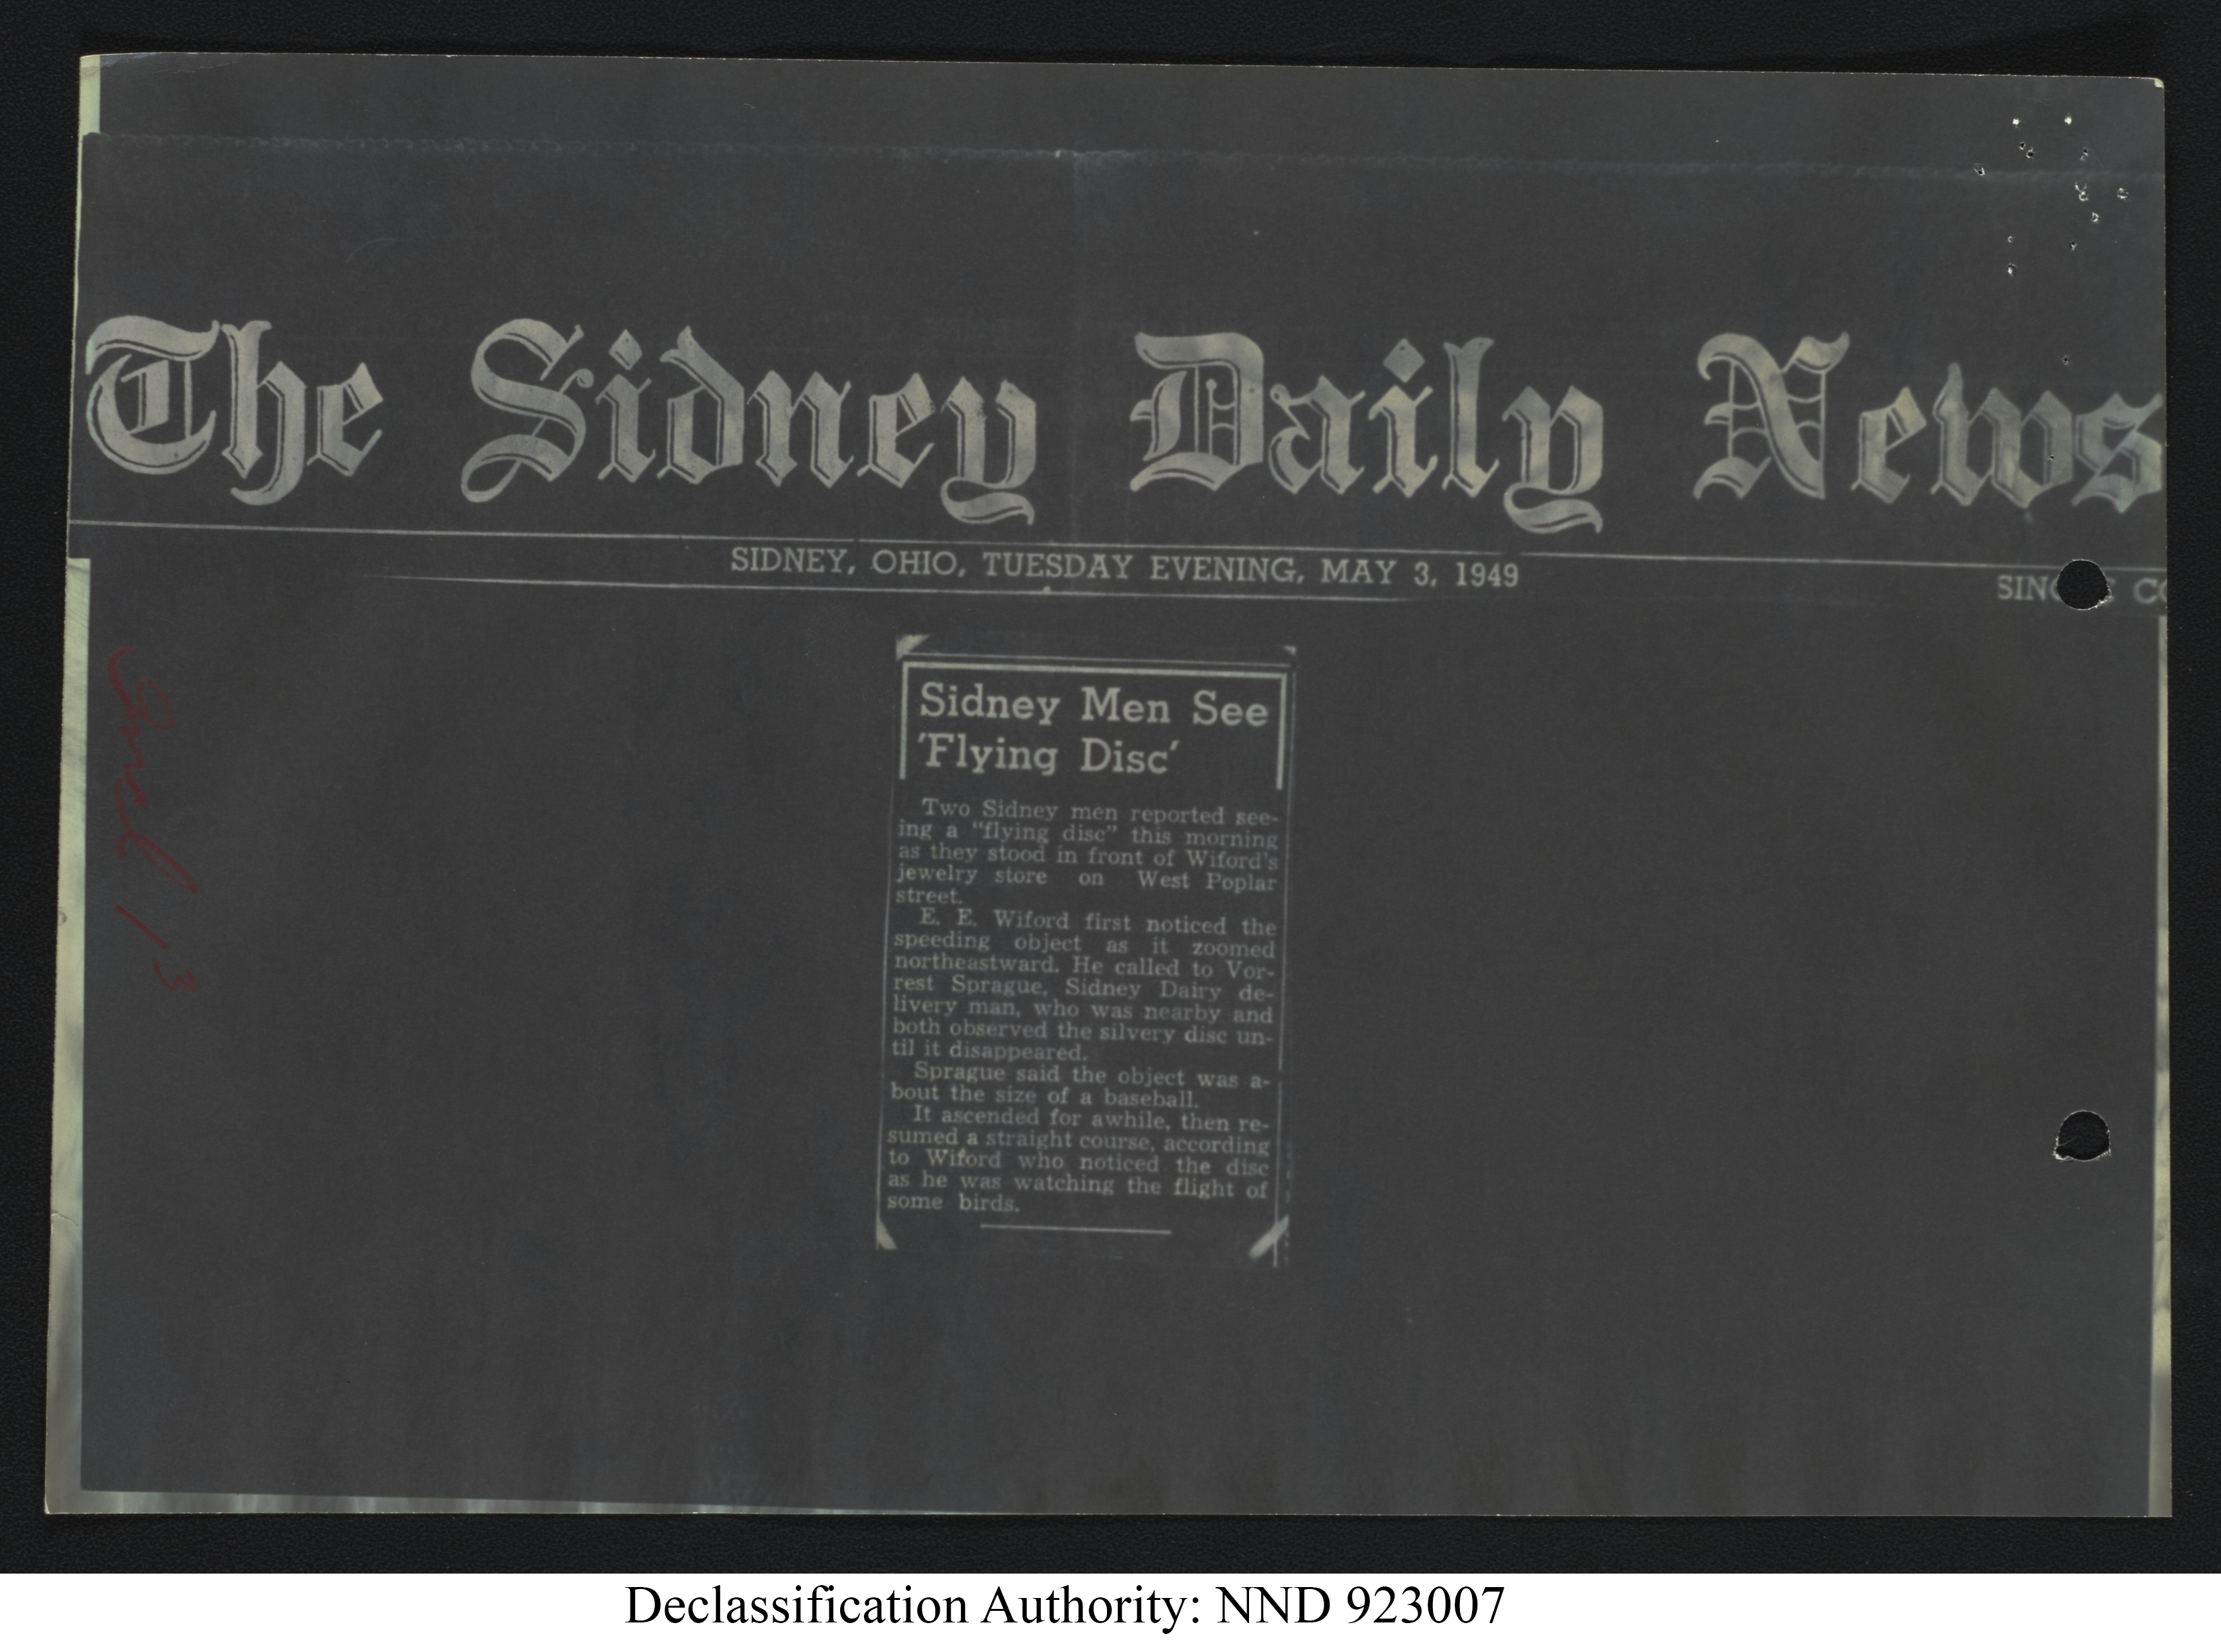 The Sidney Daily News
SIDNEY, OHIO, TUESDAY EVENING, MAY 3, 1949
Sidney Men See
'Flying Disc'
Two Sidney men reported see-
ing a "flying disc" this morning
as they stood in front of Wiford's
jewelry store on West Poplar
street.
E. E. Wiford first noticed the
speeding object as it zoomed
northeastward. He called to Vor-
rest Sprague, Sidney Dairy de-
livery man, who was nearby and
both observed the silvery disc un-
til it disappeared.
Sprague said the object was a-
bout the size of a baseball.
It ascended for awhile, then re-
sumed a straight course, according
to Wiford who noticed the disc
as he was watching the flight of
some birds.
Incl 13
Declassification Authority: NND 923007